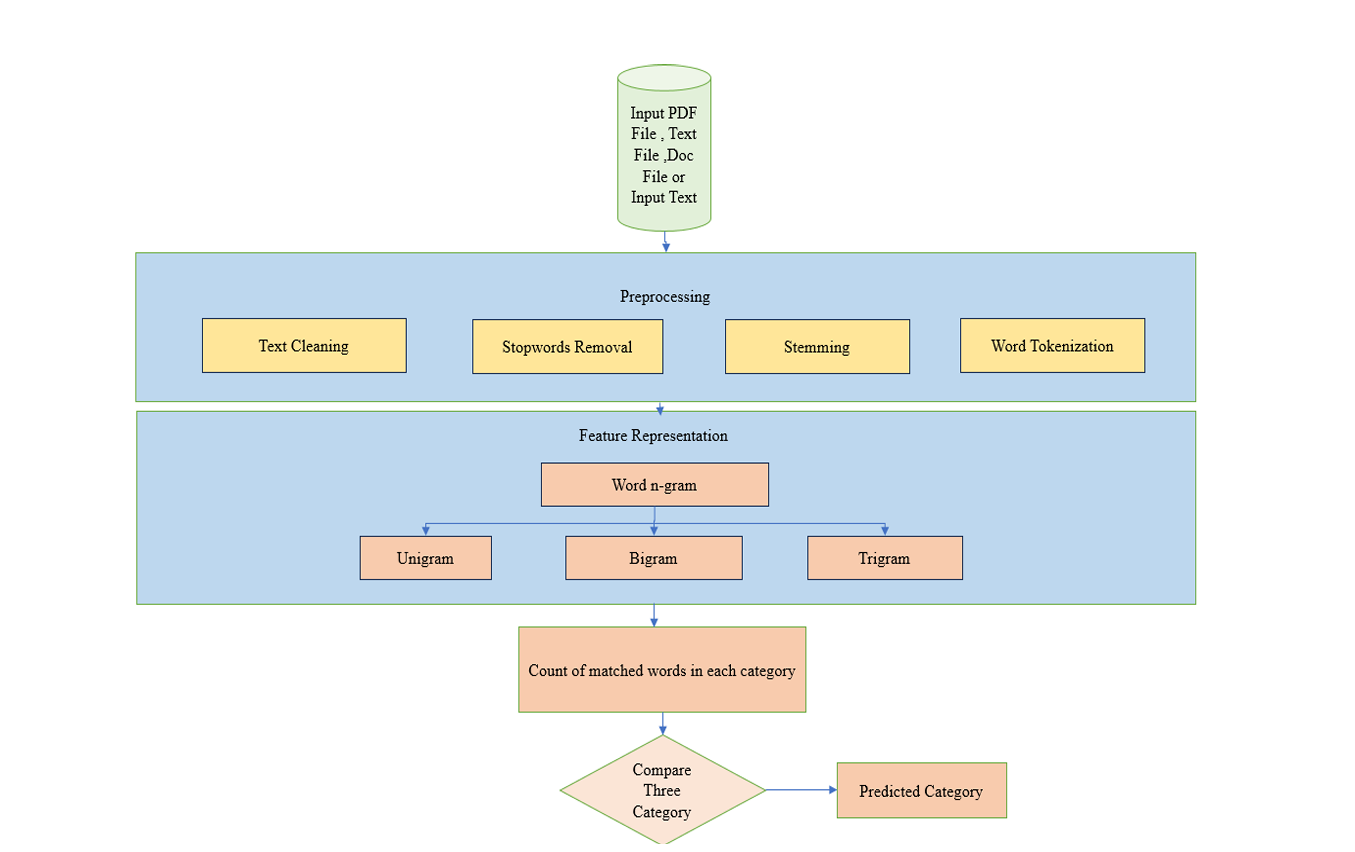 Input PDF
File , Text
File ,Doc
File or
Input Text
Preprocessing
Text Cleaning
Stopwords Removal
Stemming
Word Tokenization
Feature Representation
Word n-gram
Unigram
Bigram
Trigram
Count of matched words in each category
Compare
Three
Category
Predicted Category